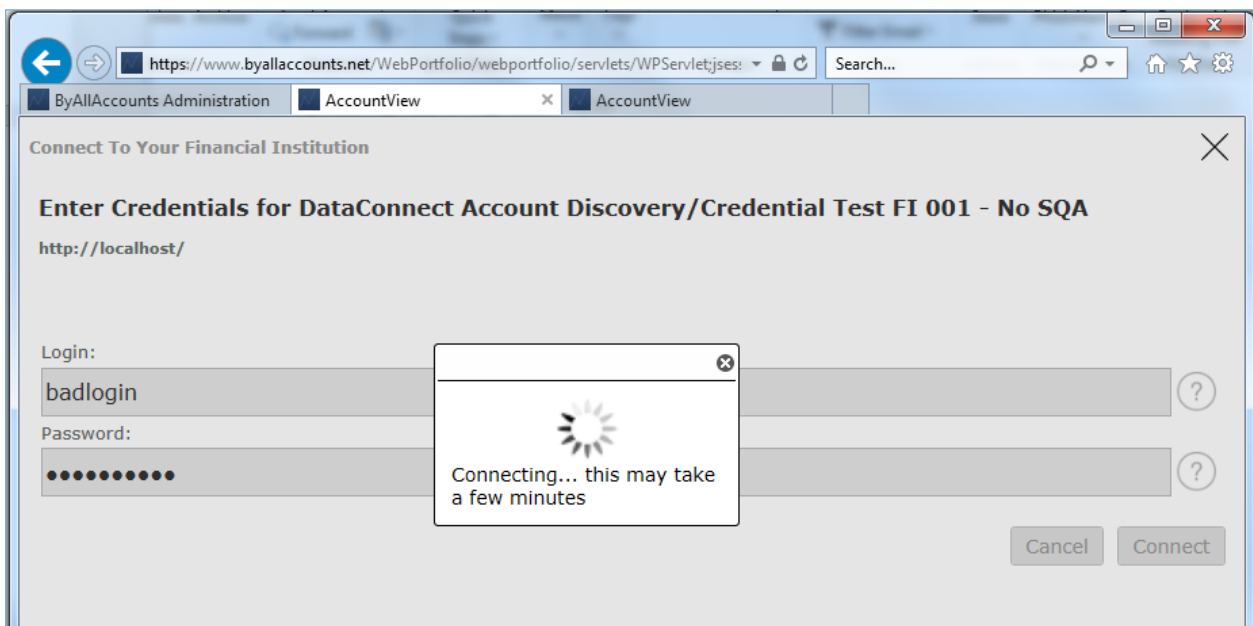 https://www.byallaccounts.net/WebPortfolio/webportfolio/servlets/WPServlet;jses:
Search...
ByAllAccounts Administration
AccountView
AccountView
Connect To Your Financial Institution
Enter Credentials for DataConnect Account Discovery/Credential Test FI 001 - No SQA
http://localhost/
Login:
badlogin
?
Password:
••••••••••
?
Connecting... this may take
a few minutes
Cancel
Connect